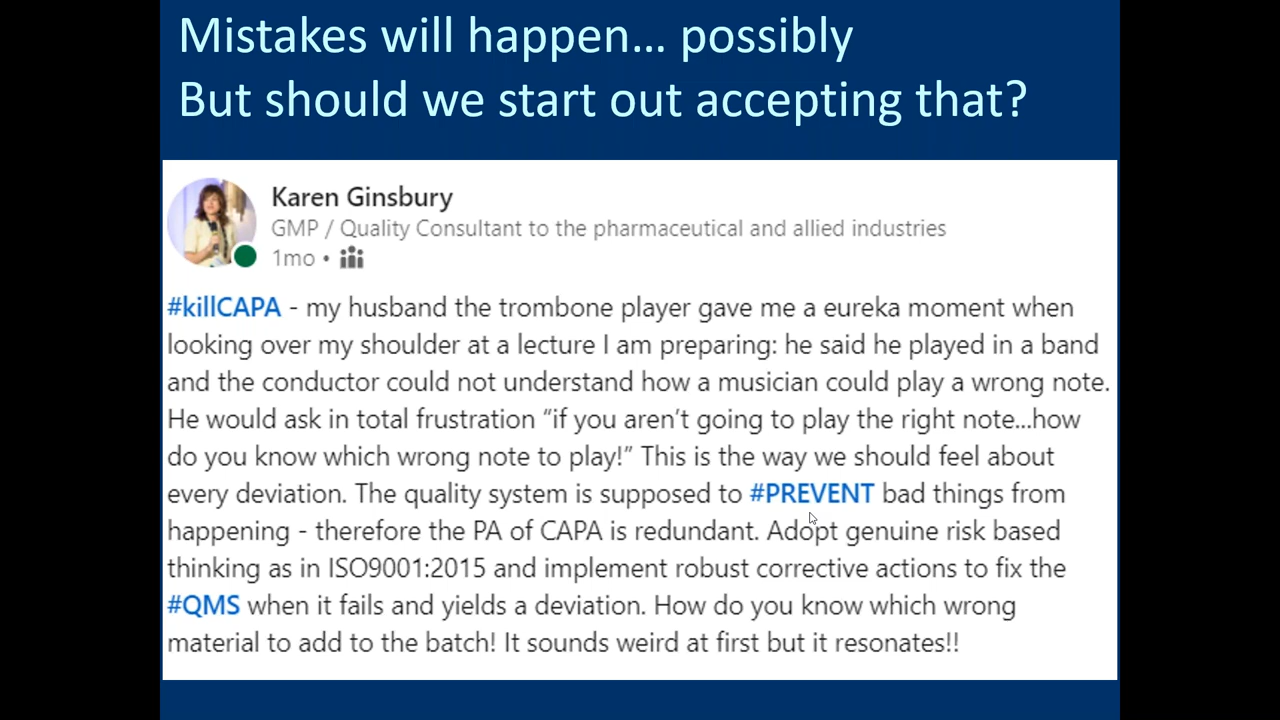 Mistakes will happen... possibly
But should we start out accepting that?
Karen Ginsbury
GMP / Quality Consultant to the pharmaceutical and allied industries
1mo •
#killCAPA - my husband the trombone player gave me a eureka moment when
looking over my shoulder at a lecture I am preparing: he said he played in a band
and the conductor could not understand how a musician could play a wrong note.
He would ask in total frustration “if you aren’t going to play the right note...how
do you know which wrong note to play!” This is the way we should feel about
every deviation. The quality system is supposed to #PREVENT bad things from
happening - therefore the PA of CAPA is redundant. Adopt genuine risk based
thinking as in ISO9001:2015 and implement robust corrective actions to fix the
#QMS when it fails and yields a deviation. How do you know which wrong
material to add to the batch! It sounds weird at first but it resonates!!